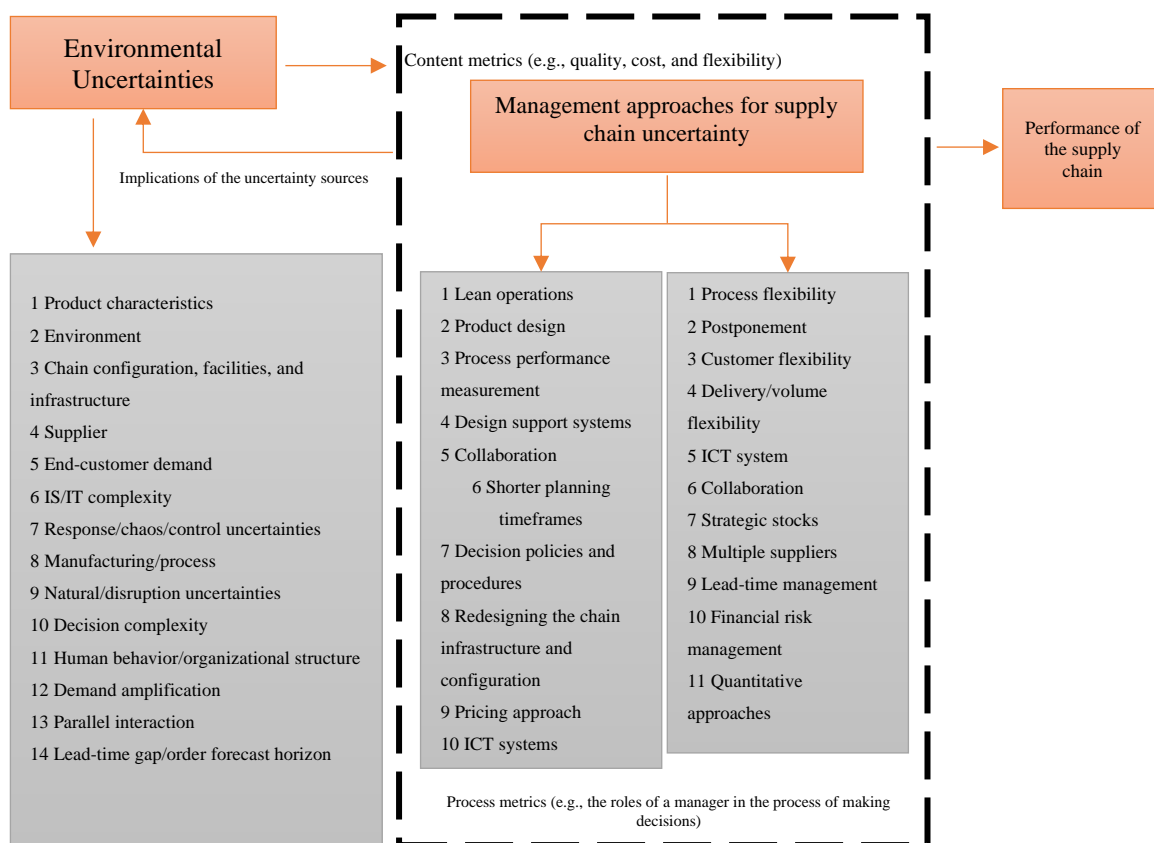 Environmental
Uncertainties
Content metrics (e.g., quality, cost, and flexibility)
Management approaches for supply
chain uncertainty
Performance of
the supply
chain
Implications of the uncertainty sources
1 Product characteristics
2 Environment
3 Chain configuration, facilities, and
infrastructure
4 Supplier
5 End-customer demand
6 IS/IT complexity
7 Response/chaos/control uncertainties
8 Manufacturing/process
9 Natural/disruption uncertainties
10 Decision complexity
11 Human behavior/organizational structure
12 Demand amplification
13 Parallel interaction
14 Lead-time gap/order forecast horizon
1 Lean operations
2 Product design
3 Process performance
measurement
4 Design support systems
5 Collaboration
6 Shorter planning
timeframes
7 Decision policies and
procedures
8 Redesigning the chain
infrastructure and
configuration
9 Pricing approach
10 ICT systems
1 Process flexibility
2 Postponement
3 Customer flexibility
4 Delivery/volume
flexibility
5 ICT system
6 Collaboration
7 Strategic stocks
8 Multiple suppliers
9 Lead-time management
10 Financial risk
management
11 Quantitative
approaches
Process metrics (e.g., the roles of a manager in the process of making
decisions)